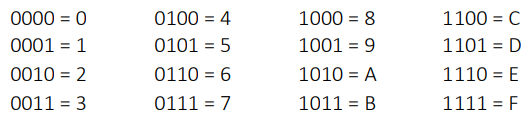 0000 = 0 0100 = 4 1000 = 8 1100 = C
0001 = 1 0101 = 5 1001 = 9 1101 = D
0010 = 2 0110 = 6 1010 = A 1110 = E
0011 = 3 0111 = 7 1011 = B 1111 = F